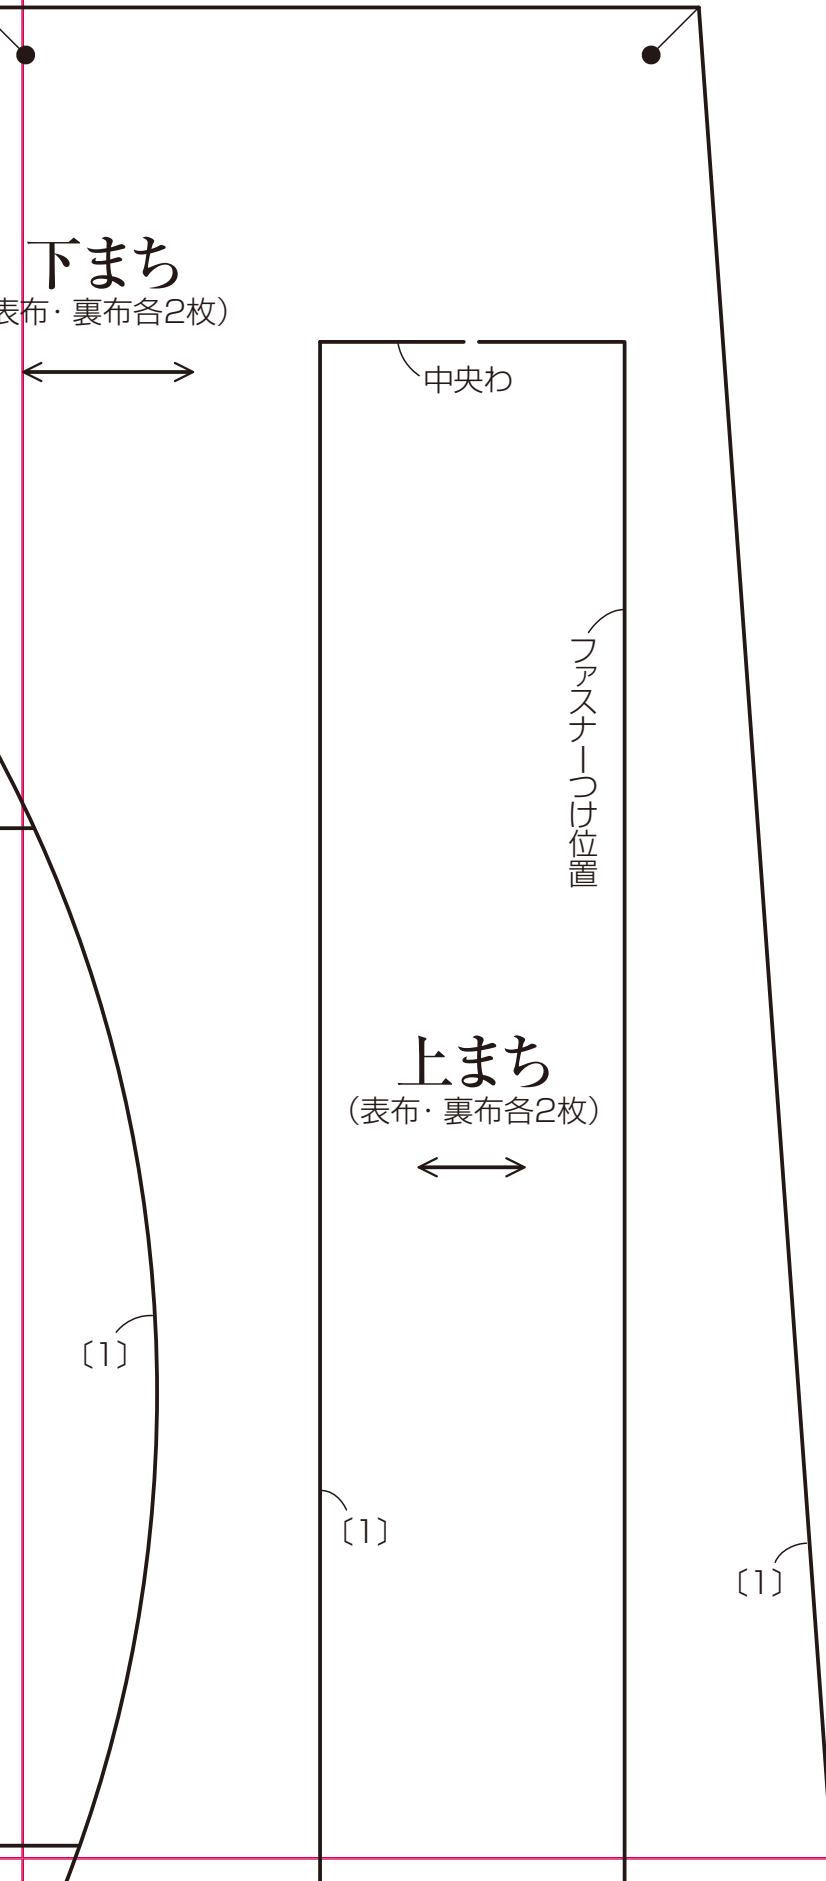 下まち
表布・裏布各2枚）
中央わ
ファスナーつけ位置
上まち
（表布・裏布各2枚）
〔1〕
〔1〕
〔1〕